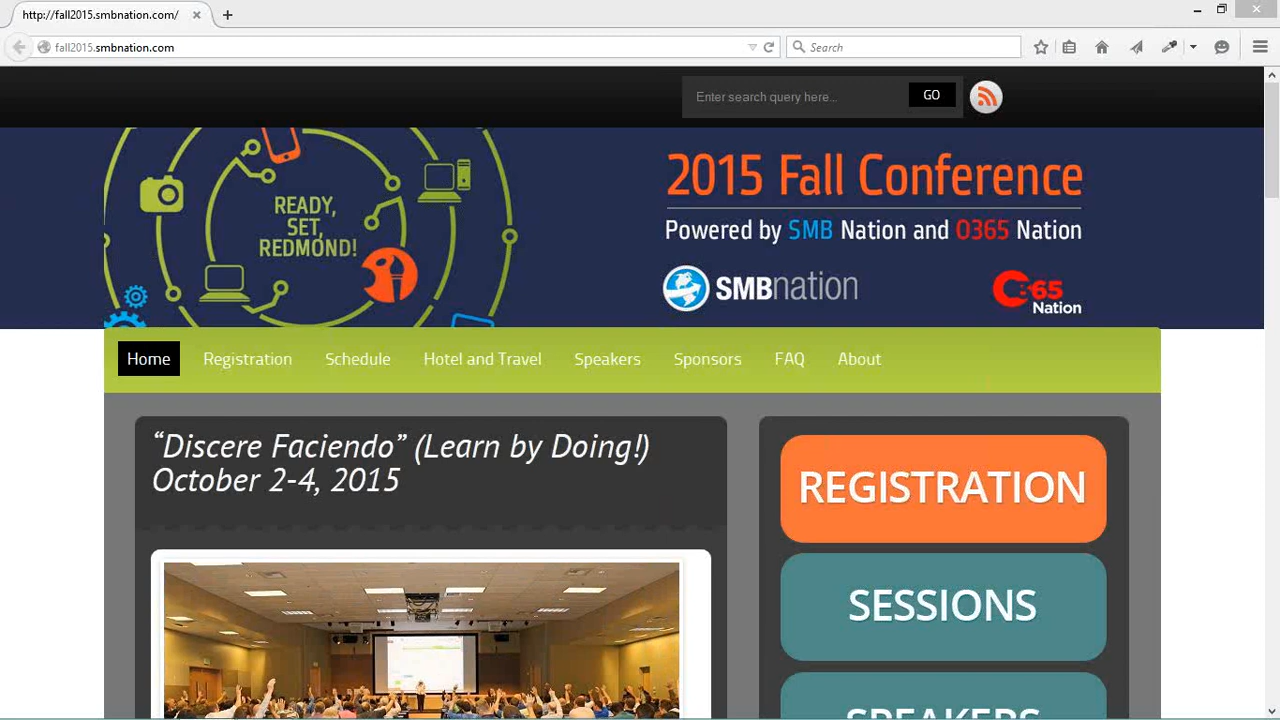 http://fall2015.smbnation.com/
fall2015.smbnation.com
Search
Enter search query here...
GO
READY,
SET,
REDMOND!
2015 Fall Conference
Powered by SMB Nation and O365 Nation
SMBnation
365
Nation
Home
Registration
Schedule
Hotel and Travel
Speakers
Sponsors
FAQ
About
“Discere Faciendo” (Learn by Doing!)
October 2-4, 2015
REGISTRATION
SESSIONS
SPEAKERS